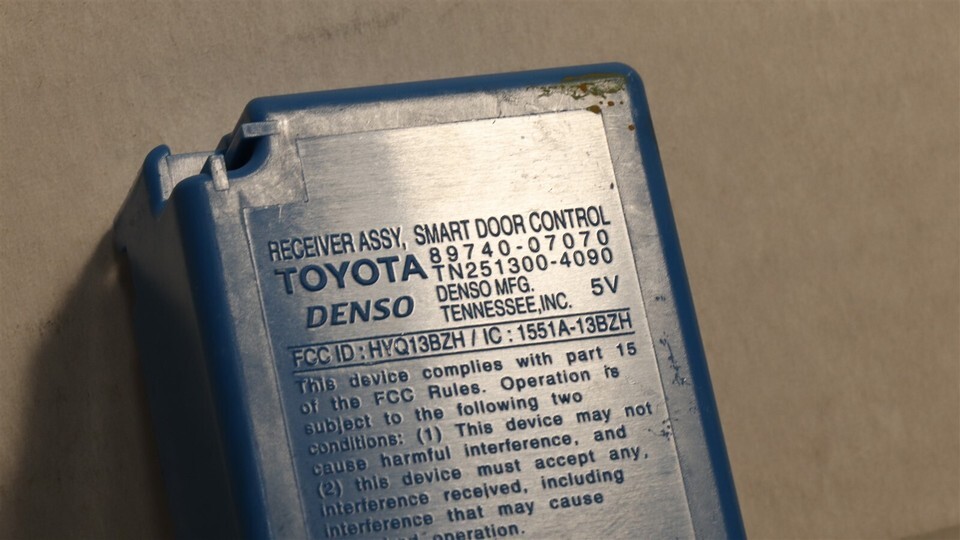 RECEIVER ASSY, SMART DOOR CONTROL
TOYOTA 89740-07070
TN251300-4090
DENSO DENSO MFG.
TENNESSEE,INC. 5V
FCC ID : HYQ13BZH / IC : 1551A-13BZH
This device complies with part 15
of the FCC Rules. Operation is
subject to the following two
conditions: (1) This device may not
cause harmful interference, and
(2) this device must accept any,
interference received, including
interference that may cause
operation.